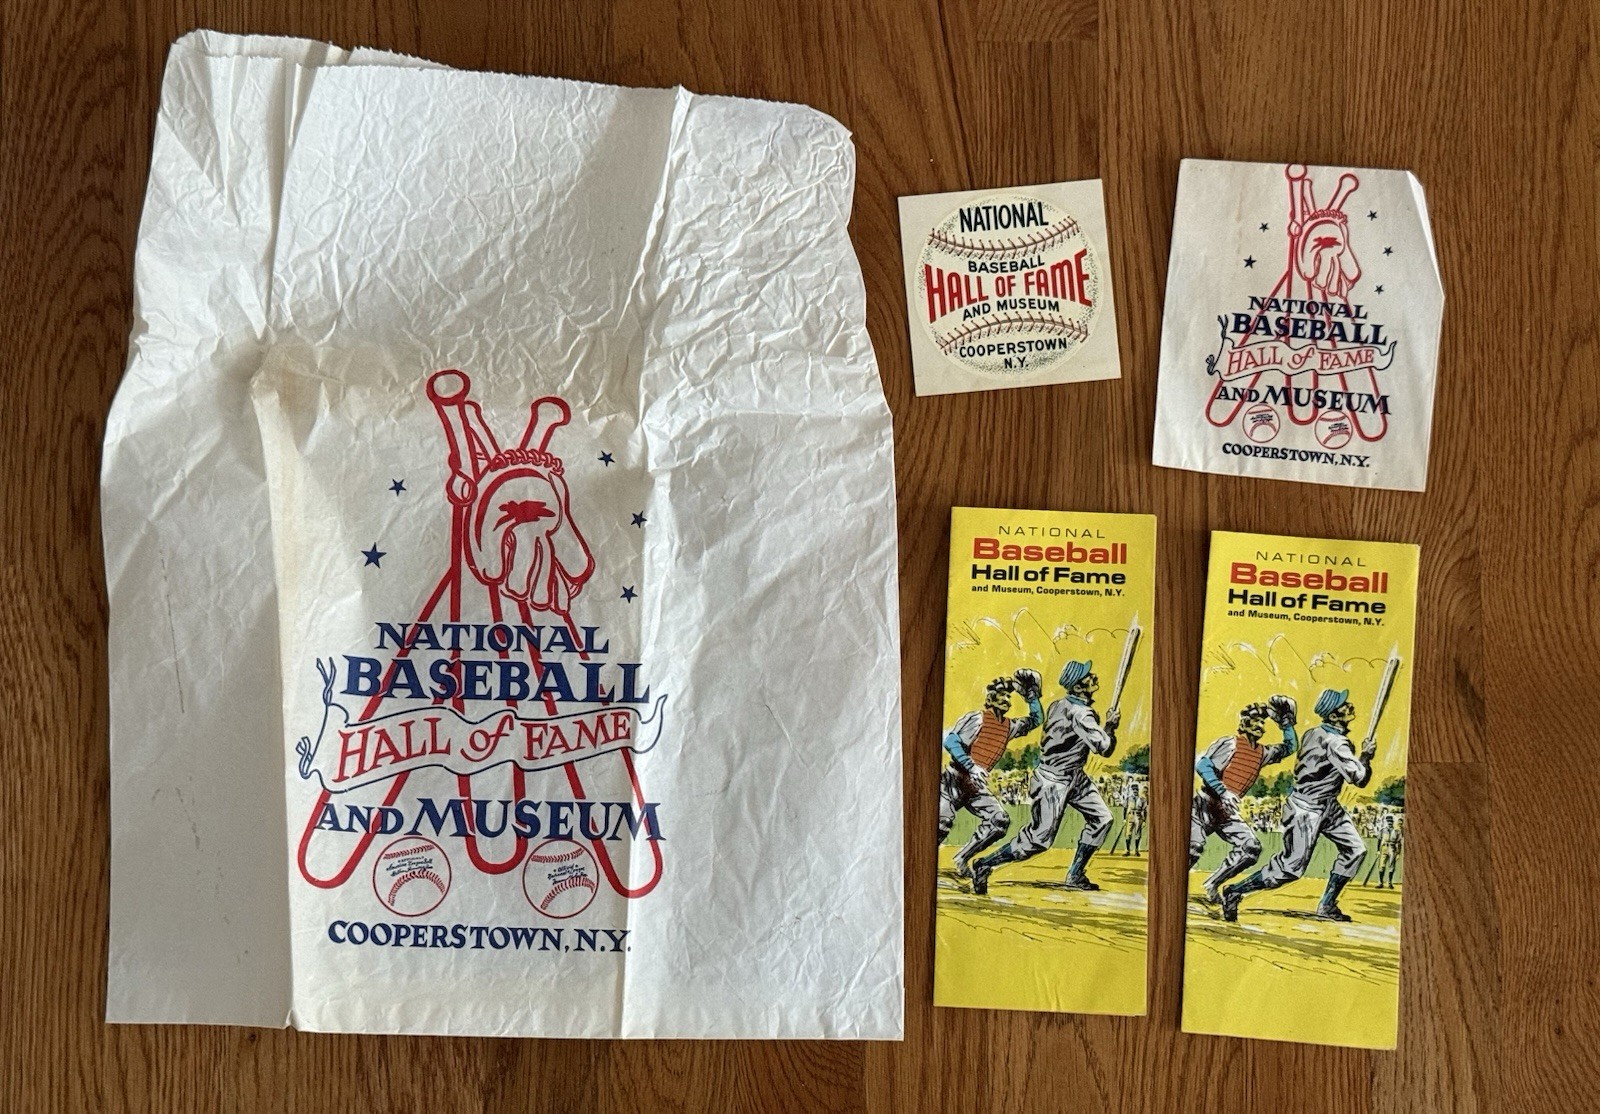 NATIONAL
BASEBALL
HALL of FAME
AND MUSEUM
COOPERSTOWN, N.Y.
NATIONAL
BASEBALL
HALL OF FAME
AND MUSEUM
COOPERSTOWN
N.Y.
NATIONAL
BASEBALL
HALL of FAME
AND MUSEUM
COOPERSTOWN, N.Y.
NATIONAL
Baseball
Hall of Fame
and Museum, Cooperstown, N.Y.
NATIONAL
Baseball
Hall of Fame
and Museum, Cooperstown, N.Y.